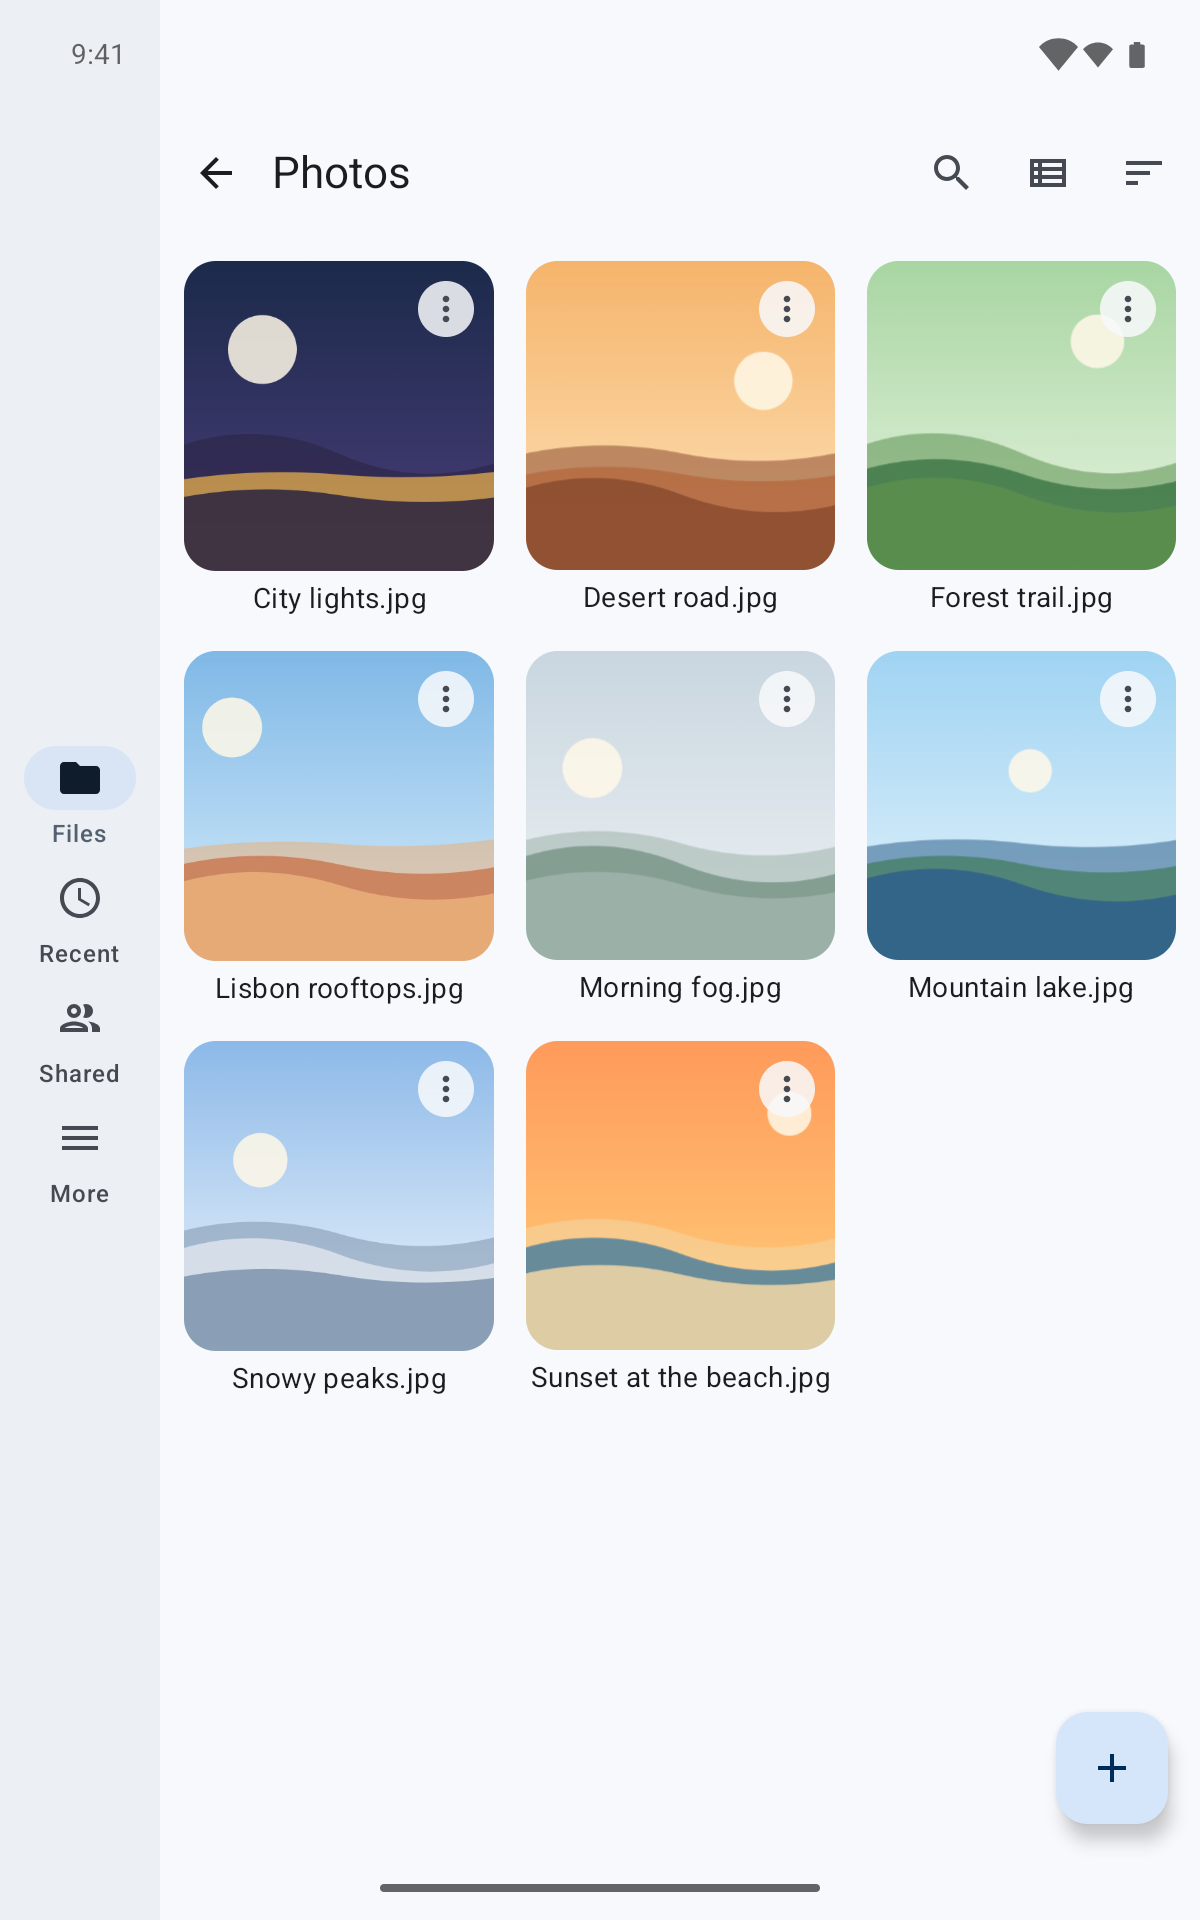 9:41
Photos
City lights.jpg
Desert road.jpg
Forest trail.jpg
Lisbon rooftops.jpg
Morning fog.jpg
Mountain lake.jpg
Snowy peaks.jpg
Sunset at the beach.jpg
Files
Recent
Shared
More